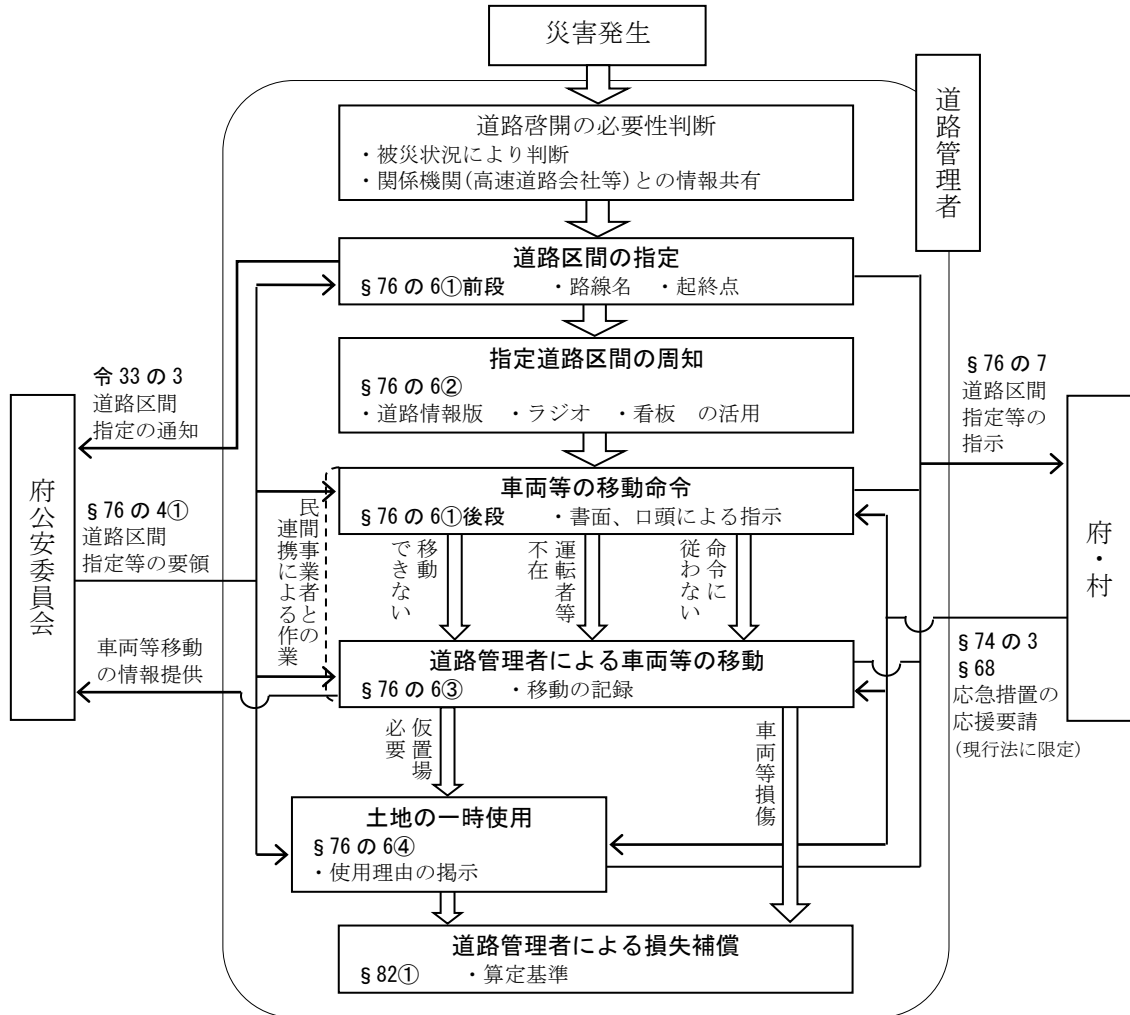 災害発生
道路管理者
道路啓開の必要性判断
・被災状況により判断
・関係機関(高速道路会社等)との情報共有
道路区間の指定
§76の6①前段 ・路線名 ・起終点
指定道路区間の周知
§76の6②
・道路情報版 ・ラジオ ・看板 の活用
令33の3
道路区間
指定の通知
§76の7
道路区間
指定等の
指示
府公安委員会
府・村
車両等の移動命令
§76の6①後段 ・書面、口頭による指示
§76の4①
道路区間
指定等の要領
民間事業者との
連携による作業
移動
できない
運転者等
不在
命令に
従わない
車両等移動
の情報提供
道路管理者による車両等の移動
§76の6③ ・移動の記録
§74の3
§68
応急措置の
応援要請
(現行法に限定)
仮置場
必要
車両等損傷
土地の一時使用
§76の6④
・使用理由の掲示
道路管理者による損失補償
§82① ・算定基準